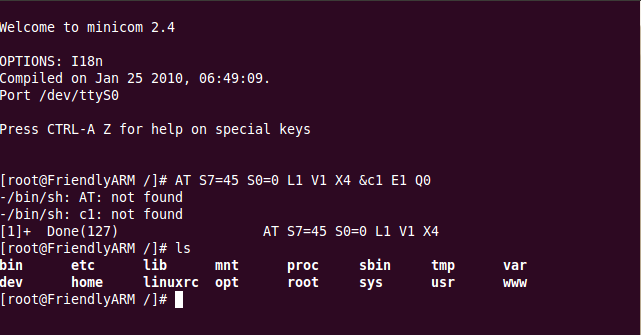 Welcome to minicom 2.4
OPTIONS: I18n
Compiled on Jan 25 2010, 06:49:09.
Port /dev/ttyS0
Press CTRL-A Z for help on special keys
[root@FriendlyARM /]# AT S7=45 S0=0 L1 V1 X4 &c1 E1 Q0
-/bin/sh: AT: not found
-/bin/sh: c1: not found
[1]+  Done(127)                  AT S7=45 S0=0 L1 V1 X4
[root@FriendlyARM /]# ls
bin      etc      lib      mnt      proc     sbin     tmp      var
dev      home     linuxrc  opt      root     sys      usr      www
[root@FriendlyARM /]#